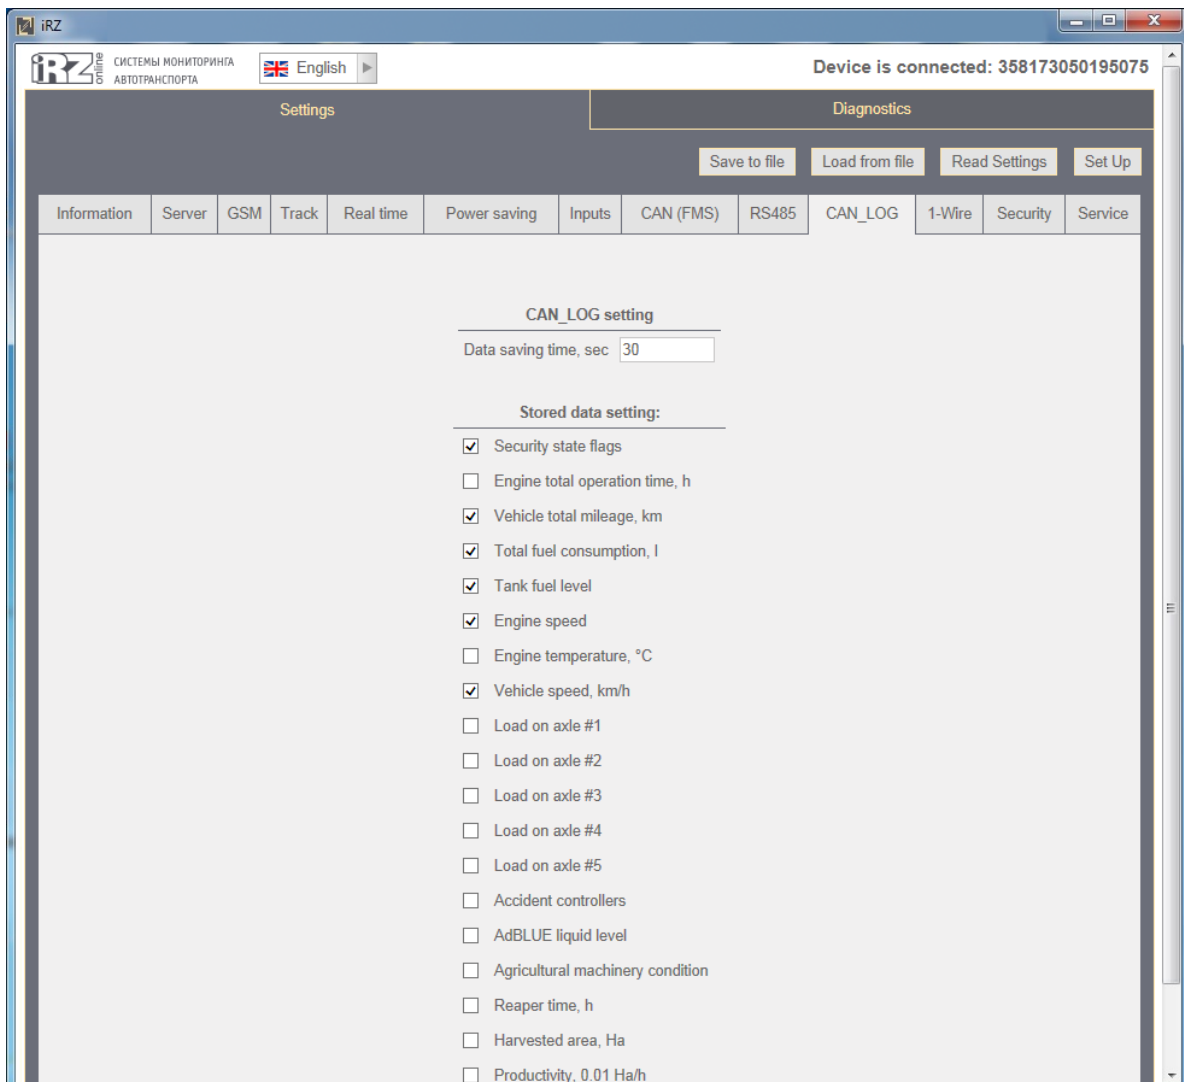 iRZ
iRZ online СИСТЕМЫ МОНИТОРИНГА
АВТОТРАНСПОРТА
English
Device is connected: 358173050195075
Settings
Diagnostics
Save to file
Load from file
Read Settings
Set Up
Information
Server
GSM
Track
Real time
Power saving
Inputs
CAN (FMS)
RS485
CAN_LOG
1-Wire
Security
Service
CAN_LOG setting
Data saving time, sec 30
Stored data setting:
Security state flags
Engine total operation time, h
Vehicle total mileage, km
Total fuel consumption, l
Tank fuel level
Engine speed
Engine temperature, °C
Vehicle speed, km/h
Load on axle #1
Load on axle #2
Load on axle #3
Load on axle #4
Load on axle #5
Accident controllers
AdBLUE liquid level
Agricultural machinery condition
Reaper time, h
Harvested area, Ha
Productivity, 0.01 Ha/h